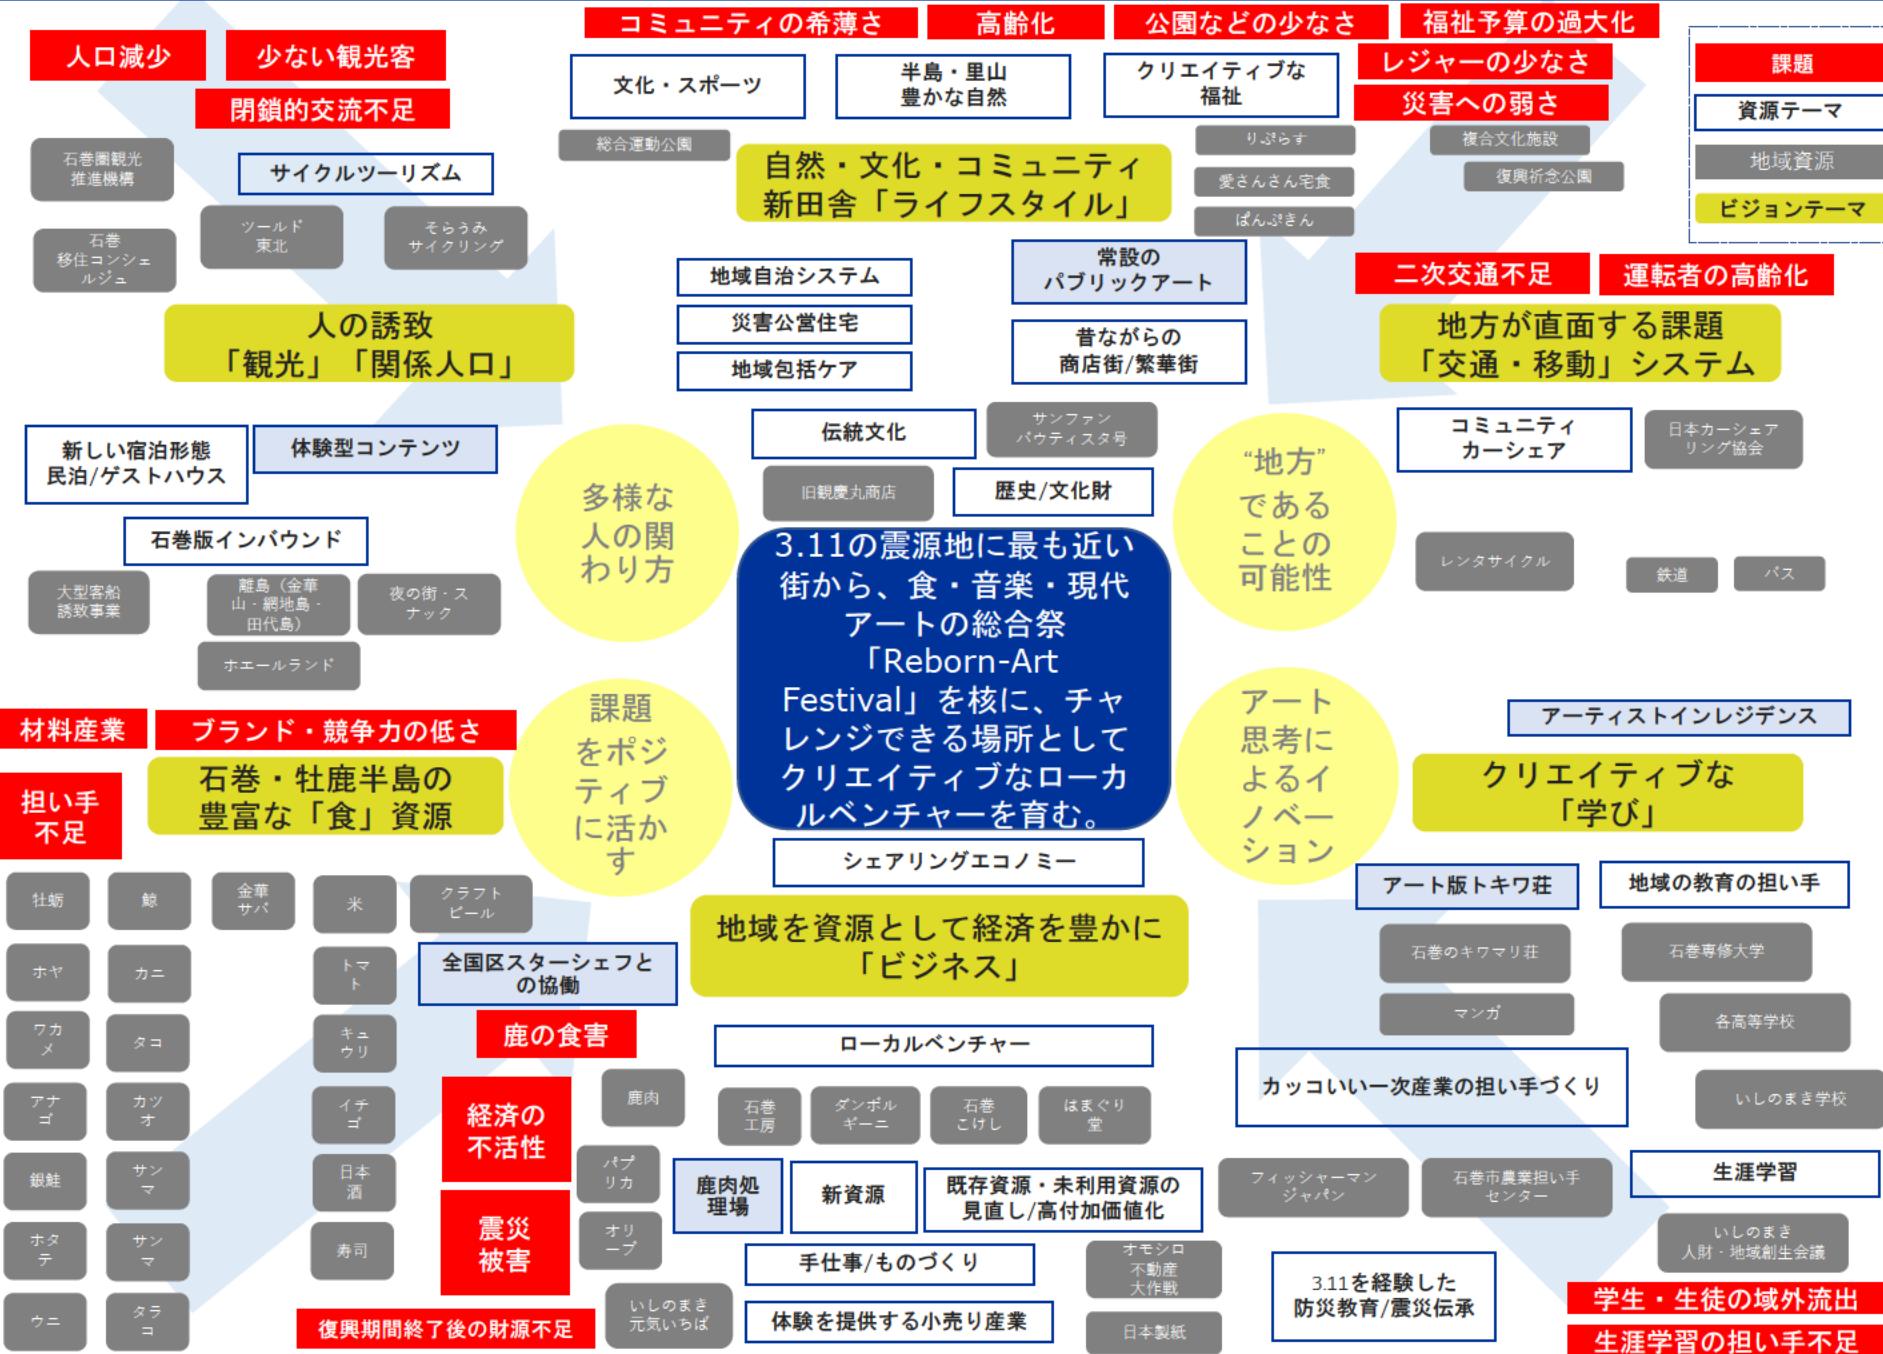 コミュニティの希薄さ
高齢化
公園などの少なさ
福祉予算の過大化
人口減少
少ない観光客
閉鎖的交流不足
レジャーの少なさ
災害への弱さ
課題
資源テーマ
地域資源
ビジョンテーマ
文化・スポーツ
半島・里山
豊かな自然
クリエイティブな
福祉
総合運動公園
りぷらす
愛さんさん宅食
ぱんぷきん
複合文化施設
復興祈念公園
石巻圏観光
推進機構
サイクルツーリズム
石巻
移住コンシェ
ルジュ
ツールド
東北
そらうみ
サイクリング
自然・文化・コミュニティ
新田舎「ライフスタイル」
人の誘致
「観光」「関係人口」
地域自治システム
災害公営住宅
地域包括ケア
常設の
パブリックアート
昔ながらの
商店街/繁華街
二次交通不足
運転者の高齢化
地方が直面する課題
「交通・移動」システム
新しい宿泊形態
民泊/ゲストハウス
体験型コンテンツ
石巻版インバウンド
大型客船
誘致事業
離島（金華
山・網地島・
田代島）
夜の街・ス
ナック
ホエールランド
多様な
人の関
わり方
伝統文化
サンファン
バウティスタ号
旧観慶丸商店
歴史/文化財
“地方”
である
ことの
可能性
コミュニティ
カーシェア
日本カーシェア
リング協会
レンタサイクル
鉄道
バス
3.11の震源地に最も近い
街から、食・音楽・現代
アートの総合祭
「Reborn-Art
Festival」を核に、チャ
レンジできる場所として
クリエイティブなローカ
ルベンチャーを育む。
材料産業
ブランド・競争力の低さ
担い手
不足
石巻・牡鹿半島の
豊富な「食」資源
課題
をポジ
ティブ
に活か
す
アート
思考に
よるイ
ノベー
ション
アーティストインレジデンス
クリエイティブな
「学び」
シェアリングエコノミー
地域を資源として経済を豊かに
「ビジネス」
アート版トキワ荘
地域の教育の担い手
牡蛎
鯨
金華
サバ
米
クラフト
ビール
ホヤ
カニ
トマ
ト
全国区スターシェフと
の協働
ワカ
メ
タコ
キュ
ウリ
鹿の食害
アナ
ゴ
カツ
オ
イチ
ゴ
経済の
不活性
鹿肉
銀鮭
サン
マ
日本
酒
パプ
リカ
ホタ
テ
サン
マ
寿司
震災
被害
オリ
ーブ
ウニ
タラ
コ
復興期間終了後の財源不足
いしのまき
元気いちば
ローカルベンチャー
石巻
工房
ダンボル
ギーニ
石巻
こけし
はまぐり
堂
鹿肉処
理場
新資源
既存資源・未利用資源の
見直し/高付加価値化
手仕事/ものづくり
体験を提供する小売り産業
オモシロ
不動産
大作戦
日本製紙
石巻のキワマリ荘
マンガ
石巻専修大学
各高等学校
カッコいい一次産業の担い手づくり
いしのまき学校
フィッシャーマン
ジャパン
石巻市農業担い手
センター
生涯学習
いしのまき
人財・地域創生会議
3.11を経験した
防災教育/震災伝承
学生・生徒の域外流出
生涯学習の担い手不足